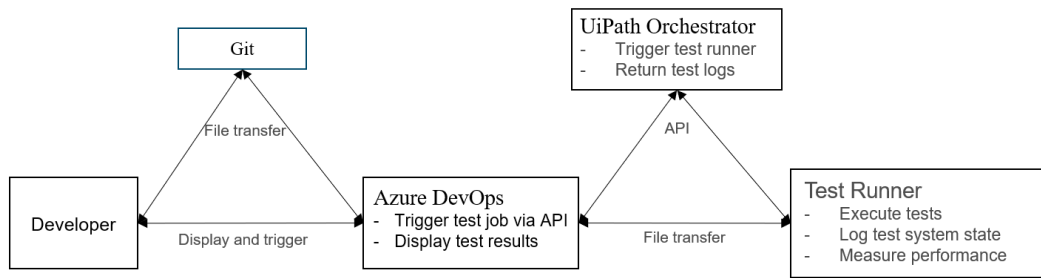 UiPath Orchestrator
- Trigger test runner
- Return test logs
Git
File transfer
API
Developer
Display and trigger
Azure DevOps
- Trigger test job via API
- Display test results
File transfer
Test Runner
- Execute tests
- Log test system state
- Measure performance